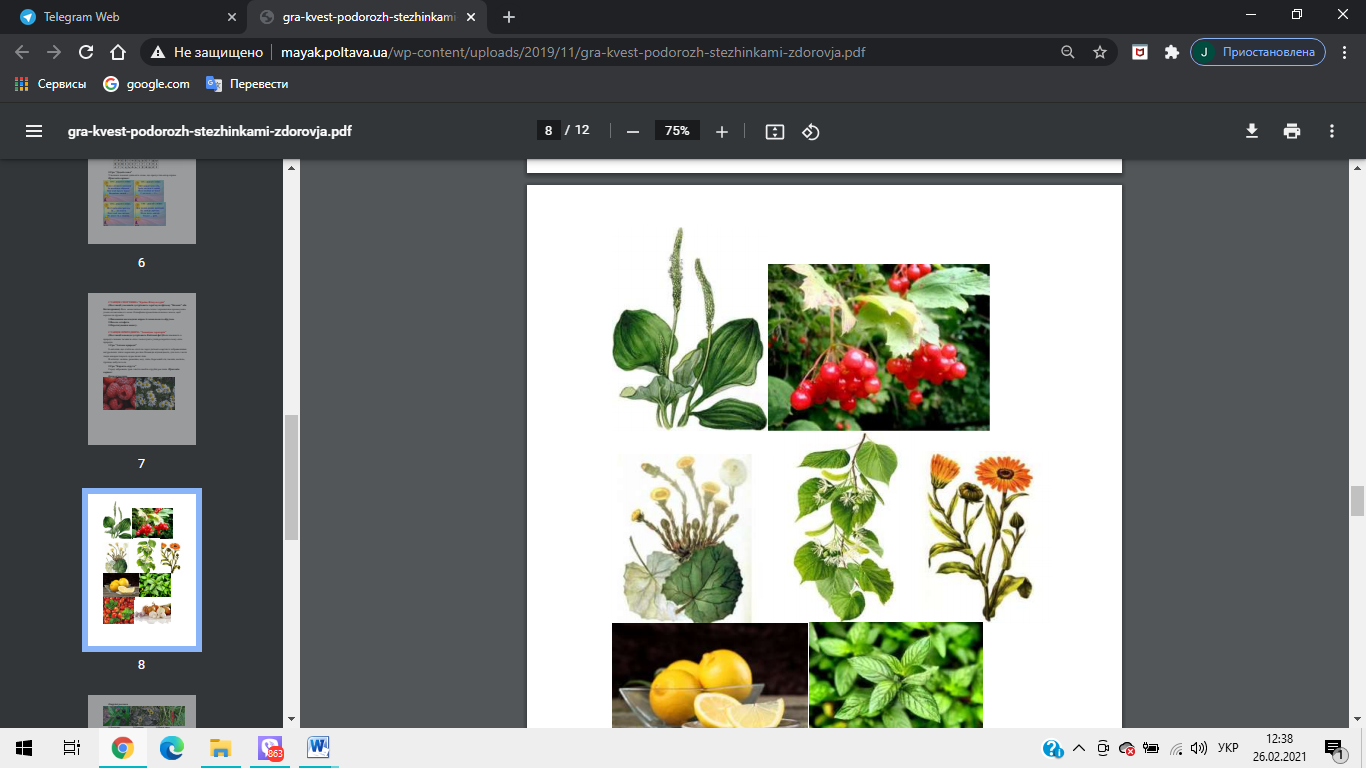 Telegram Web
gra-kvest-podorozh-stezhinkami
Не защищено
mayak.poltava.ua/wp-content/uploads/2019/11/gra-kvest-podorozh-stezhinkami-zdorovja.pdf
J
Приостановлена
Сервисы
google.com
Перевести
gra-kvest-podorozh-stezhinkami-zdorovja.pdf
8 / 12
75%
6
7
8
863
УКР
12:38
26.02.2021
1